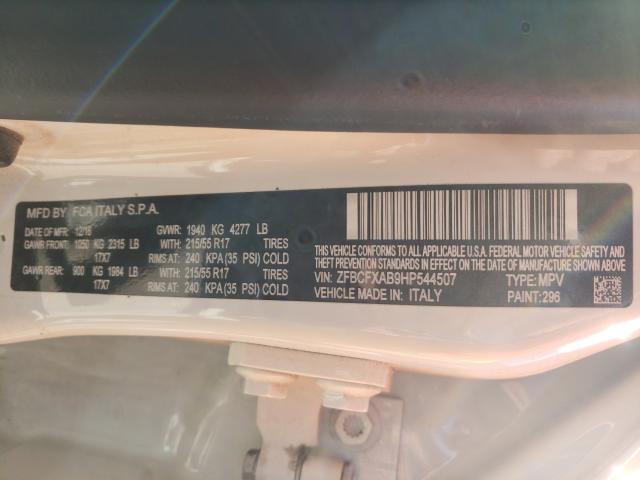 MFD BY FCA ITALY S.P.A.
DATE OF MFR 12/16 GVWR: 1940 KG 4277 LB
GAWR FRONT: 1050 KG 2315 LB WITH: 215/55 R17 TIRES
17X7 RIMS AT: 240 KPA (35 PSI) COLD
GAWR REAR: 900 KG 1984 LB WITH: 215/55 R17 TIRES
17X7 RIMS AT: 240 KPA (35 PSI) COLD
THIS VEHICLE CONFORMS TO ALL APPLICABLE U.S.A. FEDERAL MOTOR VEHICLE SAFETY
AND THEFT PREVENTION STANDARDS IN EFFECT ON THE DATE OF MANUFACTURE SHOWN ABOVE
VIN: ZFBCFXAB9HP544507 TYPE: MPV
VEHICLE MADE IN: ITALY PAINT: 296